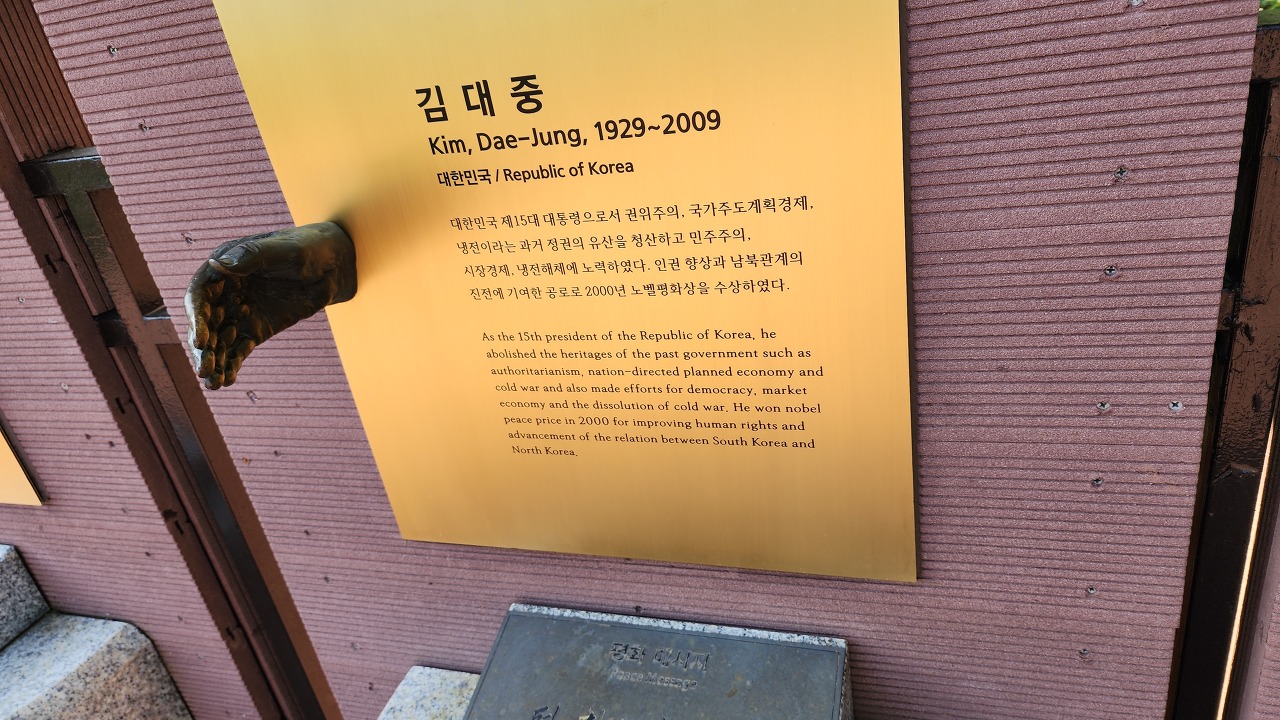 김대중
Kim, Dae-Jung, 1929~2009
대한민국 / Republic of Korea
대한민국 제15대 대통령으로서 권위주의, 국가주도계획경제,
냉전이라는 과거 정권의 유산을 청산하고 민주주의,
시장경제, 냉전해체에 노력하였다. 인권 향상과 남북관계의
진전에 기여한 공로로 2000년 노벨평화상을 수상하였다.
As the 15th president of the Republic of Korea, he
abolished the heritages of the past government such as
authoritarianism, nation-directed planned economy and
cold war and also made efforts for democracy, market
economy and the dissolution of cold war. He won nobel
peace price in 2000 for improving human rights and
advancement of the relation between South Korea and
North Korea.
평화 메시지
Peace Message